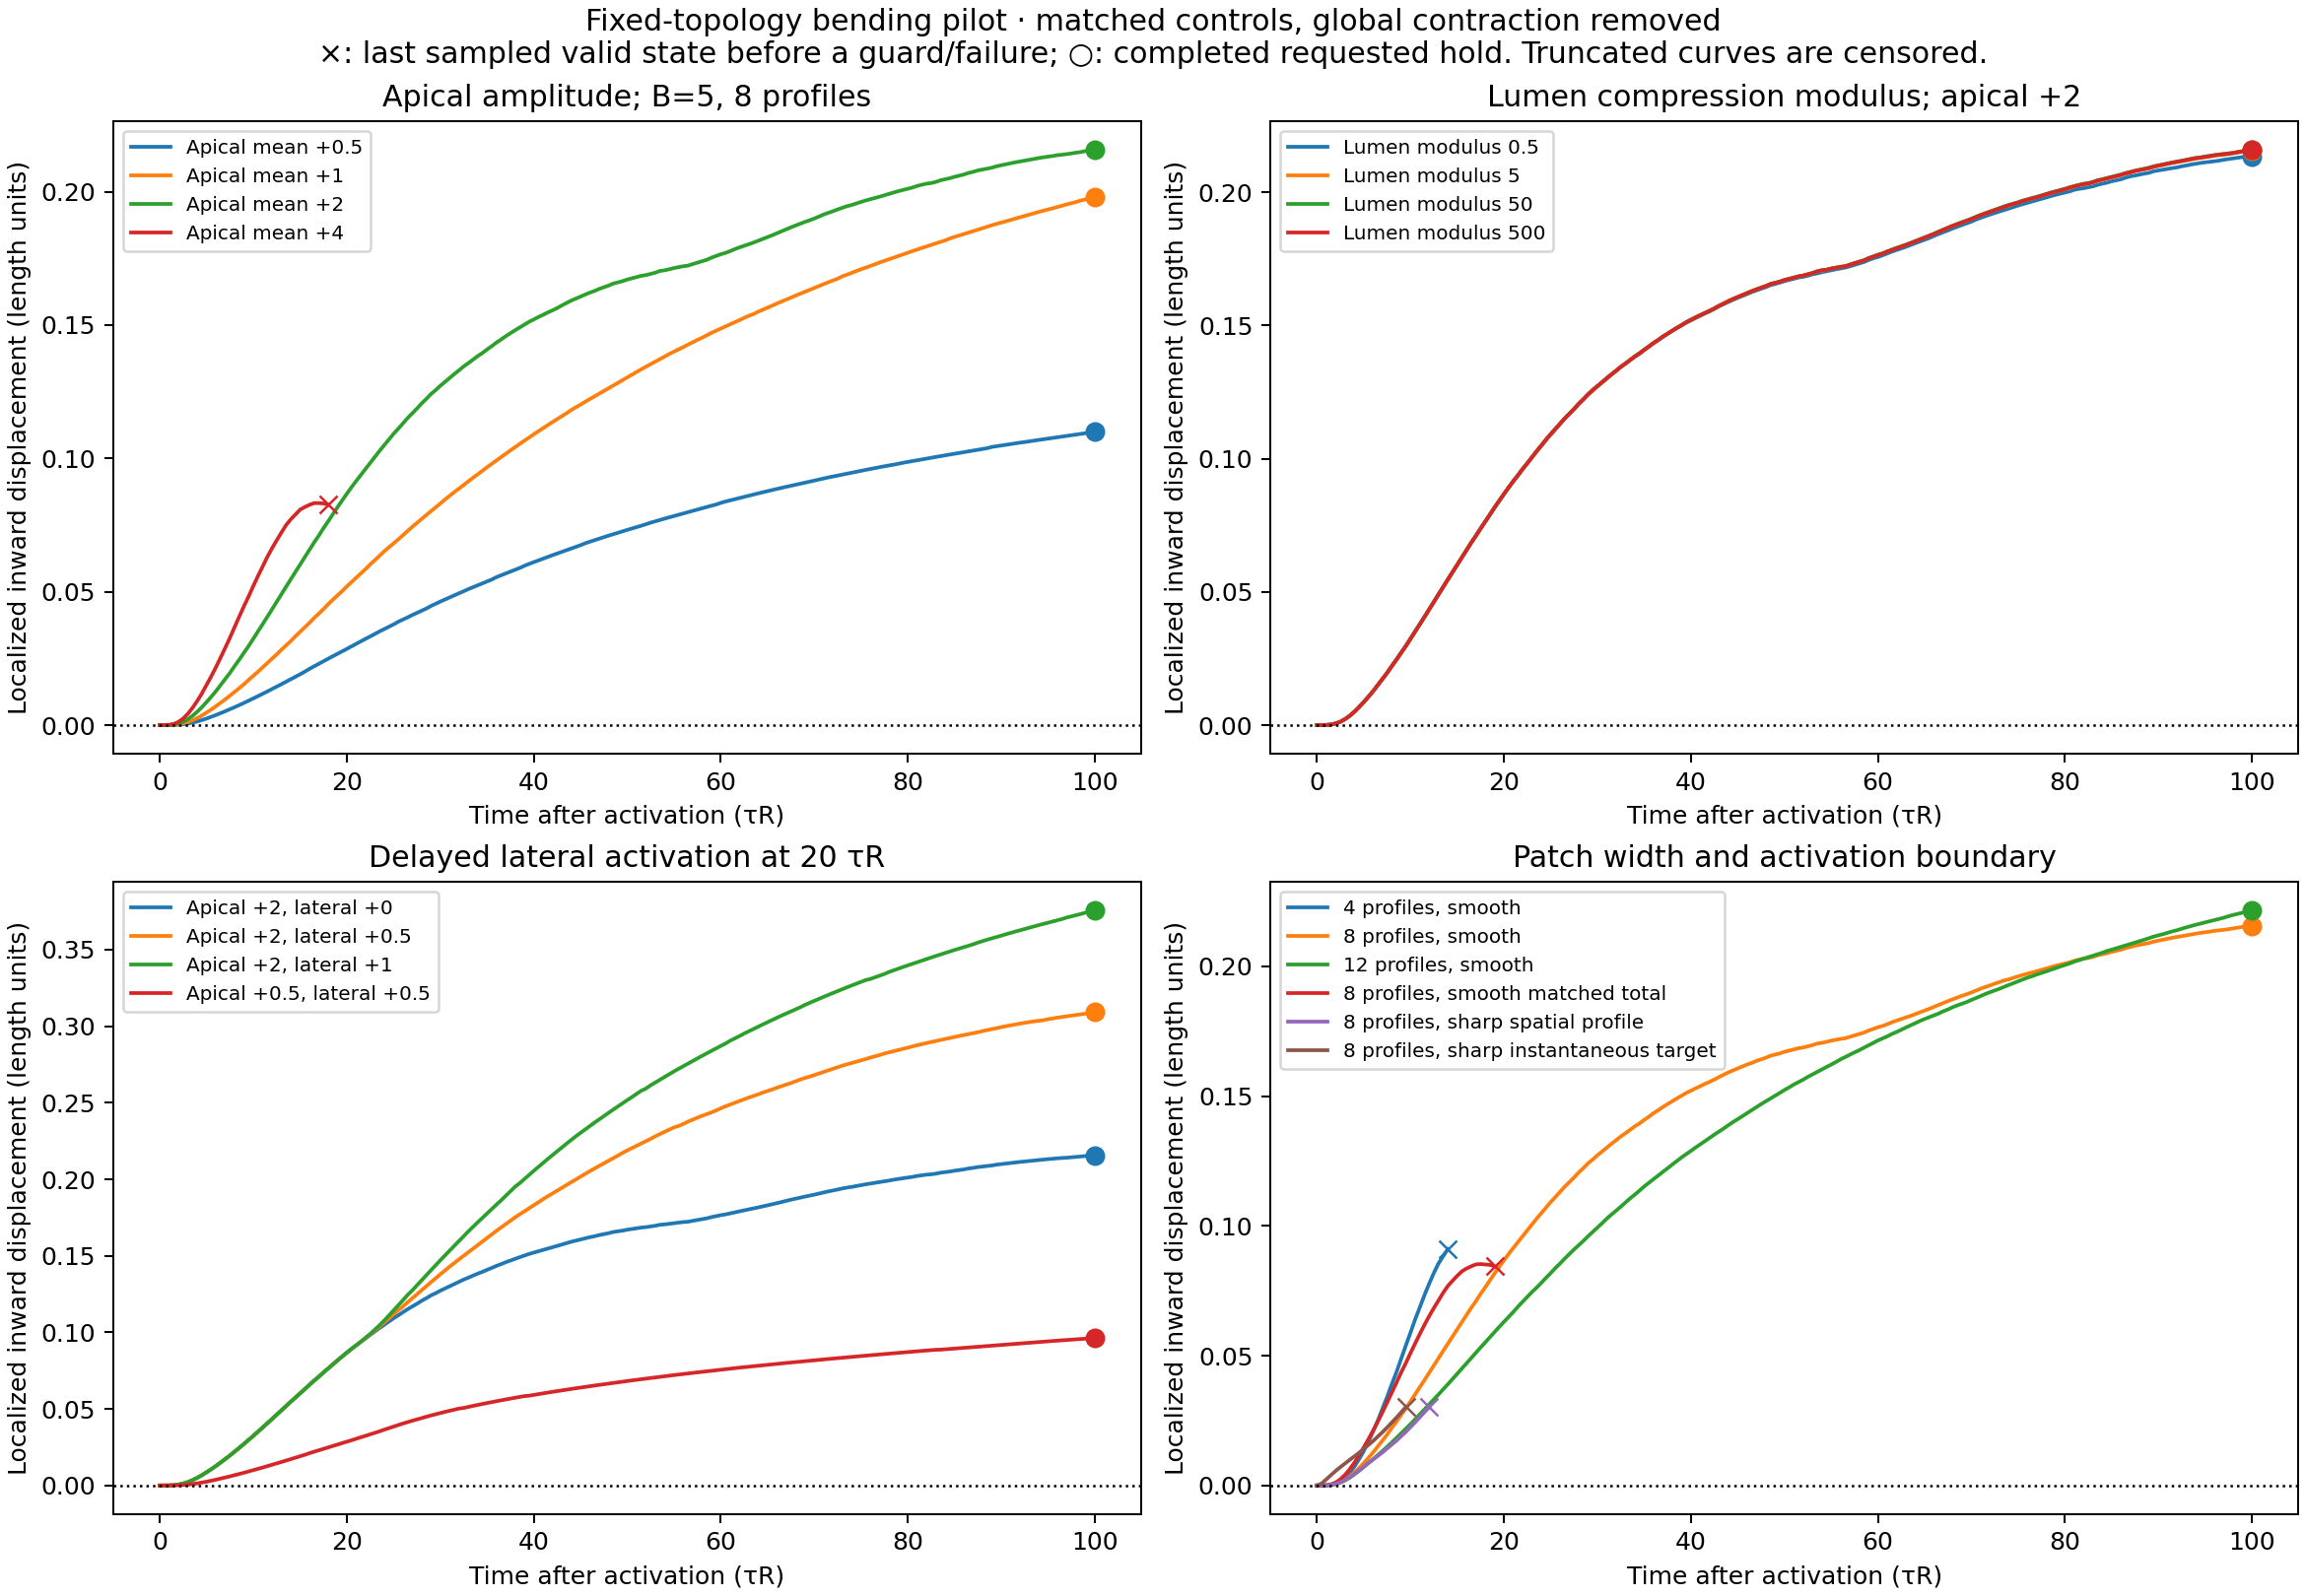 Fixed-topology bending pilot · matched controls, global contraction removed
×: last sampled valid state before a guard/failure; ○: completed requested hold. Truncated curves are censored.
Apical amplitude; B=5, 8 profiles
Localized inward displacement (length units)
0.20
0.15
0.10
0.05
0.00
Apical mean +0.5
Apical mean +1
Apical mean +2
Apical mean +4
0 20 40 60 80 100
Time after activation (τR)
Lumen compression modulus; apical +2
Localized inward displacement (length units)
0.20
0.15
0.10
0.05
0.00
Lumen modulus 0.5
Lumen modulus 5
Lumen modulus 50
Lumen modulus 500
0 20 40 60 80 100
Time after activation (τR)
Delayed lateral activation at 20 τR
Localized inward displacement (length units)
0.35
0.30
0.25
0.20
0.15
0.10
0.05
0.00
Apical +2, lateral +0
Apical +2, lateral +0.5
Apical +2, lateral +1
Apical +0.5, lateral +0.5
0 20 40 60 80 100
Time after activation (τR)
Patch width and activation boundary
Localized inward displacement (length units)
0.20
0.15
0.10
0.05
0.00
4 profiles, smooth
8 profiles, smooth
12 profiles, smooth
8 profiles, smooth matched total
8 profiles, sharp spatial profile
8 profiles, sharp instantaneous target
0 20 40 60 80 100
Time after activation (τR)